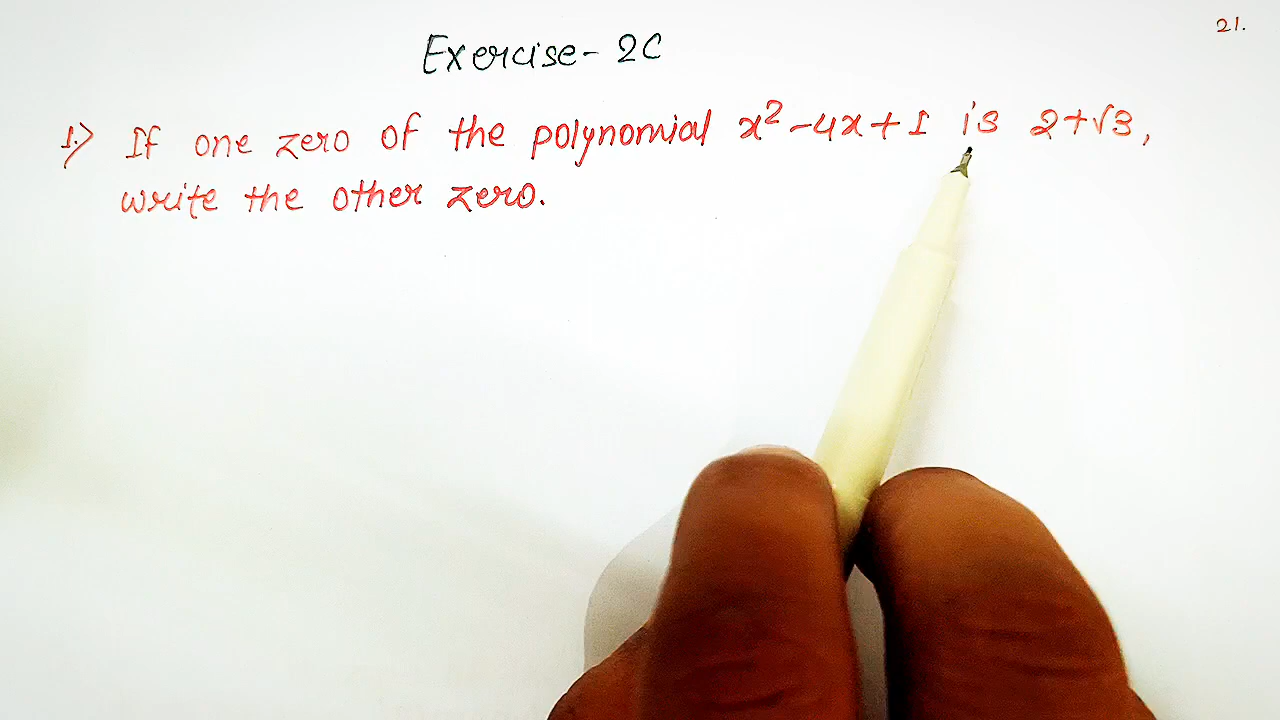 21.
Exercise - 2C
1.) If one zero of the polynomial x² - 4x + 1 is 2+√3,
write the other zero.